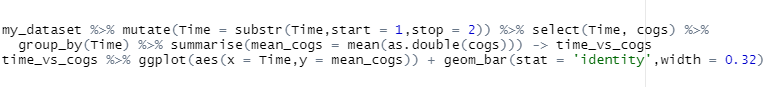 my_dataset %>% mutate(Time = substr(Time,start = 1,stop = 2)) %>% select(Time, cogs) %>%
  group_by(Time) %>% summarise(mean_cogs = mean(as.double(cogs))) -> time_vs_cogs
time_vs_cogs %>% ggplot(aes(x = Time,y = mean_cogs)) + geom_bar(stat = 'identity',width = 0.32)